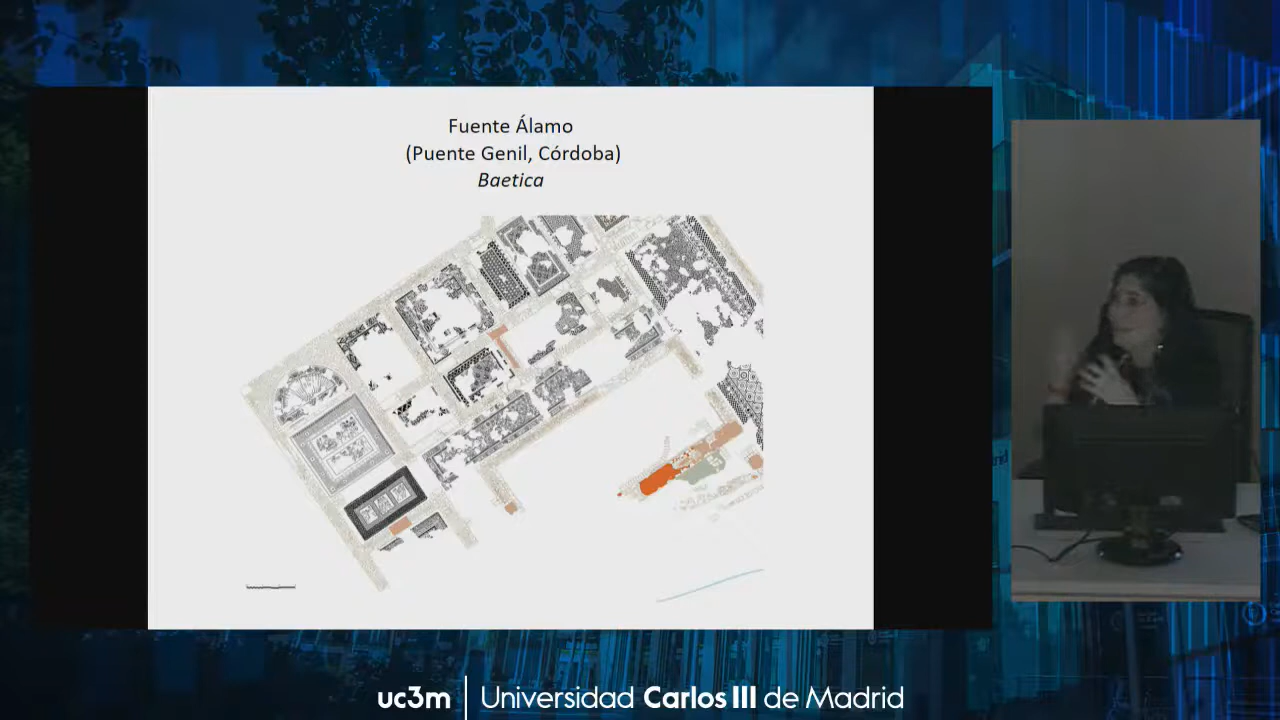 Fuente Álamo
(Puente Genil, Córdoba)
Baetica
uc3m | Universidad Carlos III de Madrid